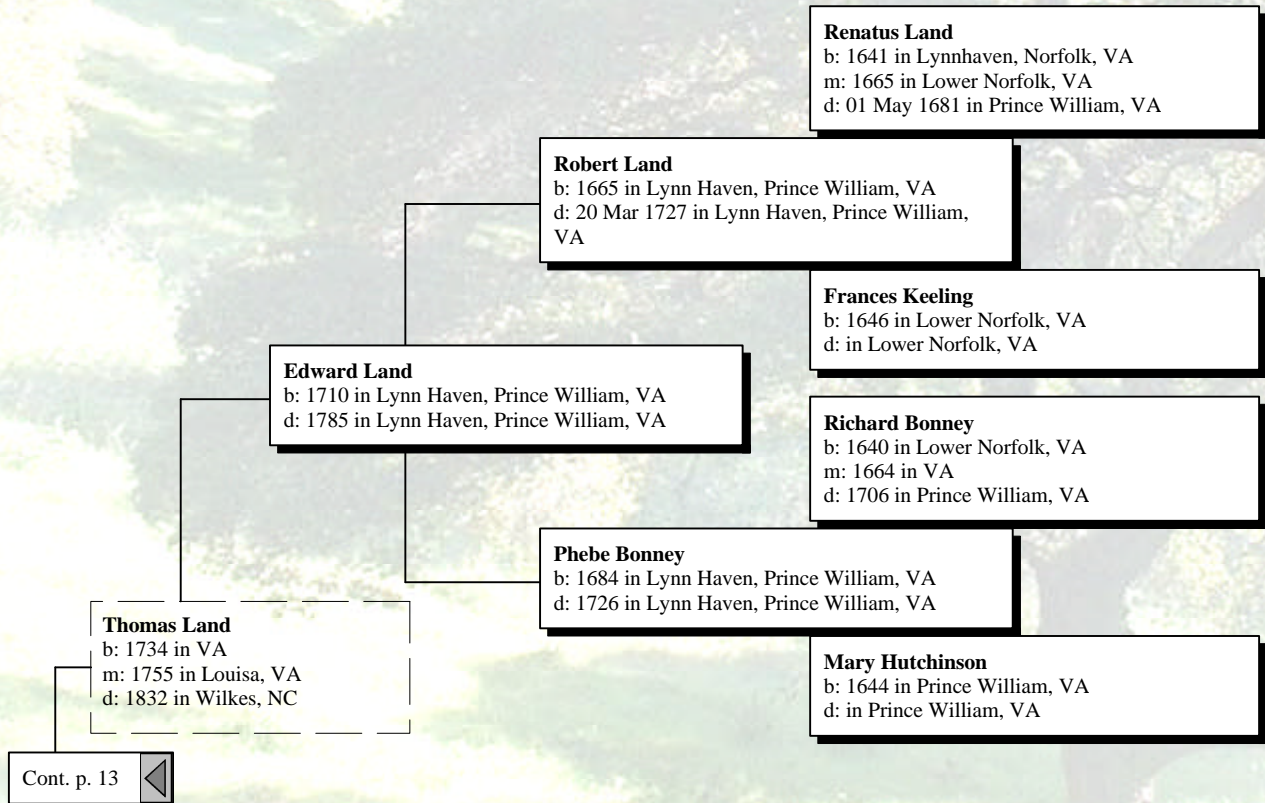 Renatus Land
b: 1641 in Lynnhaven, Norfolk, VA
m: 1665 in Lower Norfolk, VA
d: 01 May 1681 in Prince William, VA
Robert Land
b: 1665 in Lynn Haven, Prince William, VA
d: 20 Mar 1727 in Lynn Haven, Prince William,
VA
Frances Keeling
b: 1646 in Lower Norfolk, VA
d: in Lower Norfolk, VA
Edward Land
b: 1710 in Lynn Haven, Prince William, VA
d: 1785 in Lynn Haven, Prince William, VA
Richard Bonney
b: 1640 in Lower Norfolk, VA
m: 1664 in VA
d: 1706 in Prince William, VA
Phebe Bonney
b: 1684 in Lynn Haven, Prince William, VA
d: 1726 in Lynn Haven, Prince William, VA
Thomas Land
b: 1734 in VA
m: 1755 in Louisa, VA
d: 1832 in Wilkes, NC
Mary Hutchinson
b: 1644 in Prince William, VA
d: in Prince William, VA
Cont. p. 13